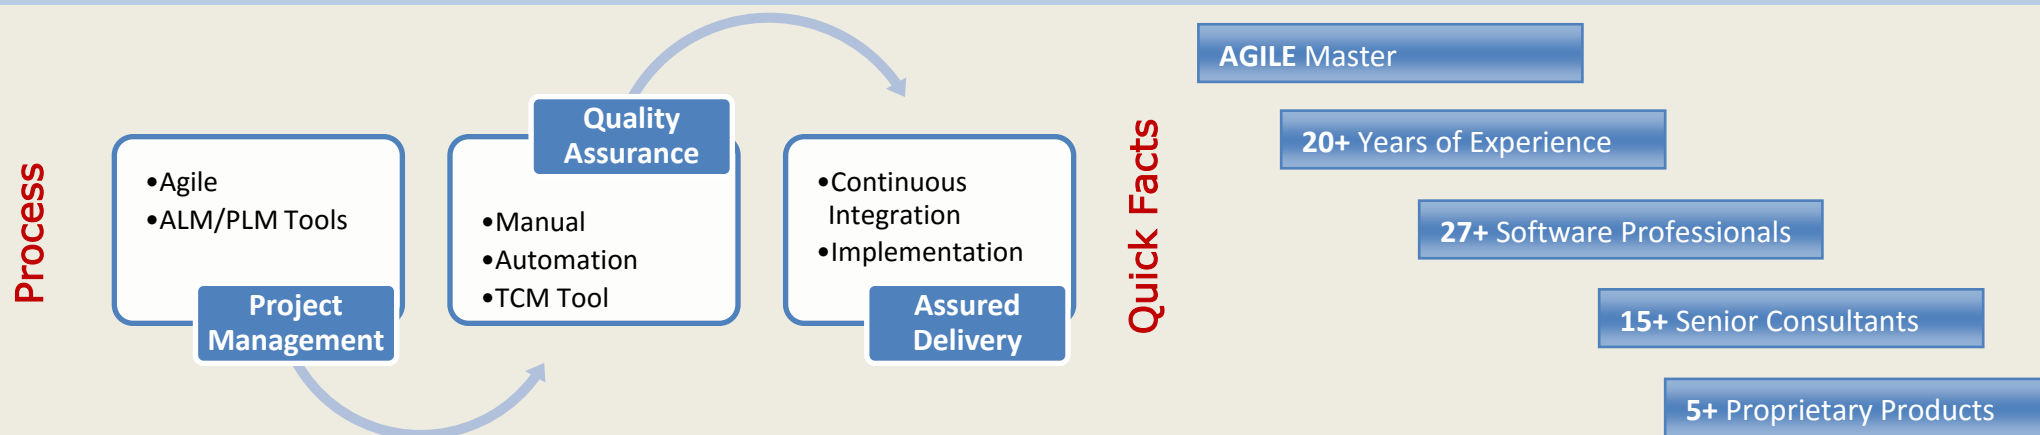 Process
•Agile
•ALM/PLM Tools
Project
Management
Quality
Assurance
•Manual
•Automation
•TCM Tool
•Continuous
Integration
•Implementation
Assured
Delivery
Quick Facts
AGILE Master
20+ Years of Experience
27+ Software Professionals
15+ Senior Consultants
5+ Proprietary Products